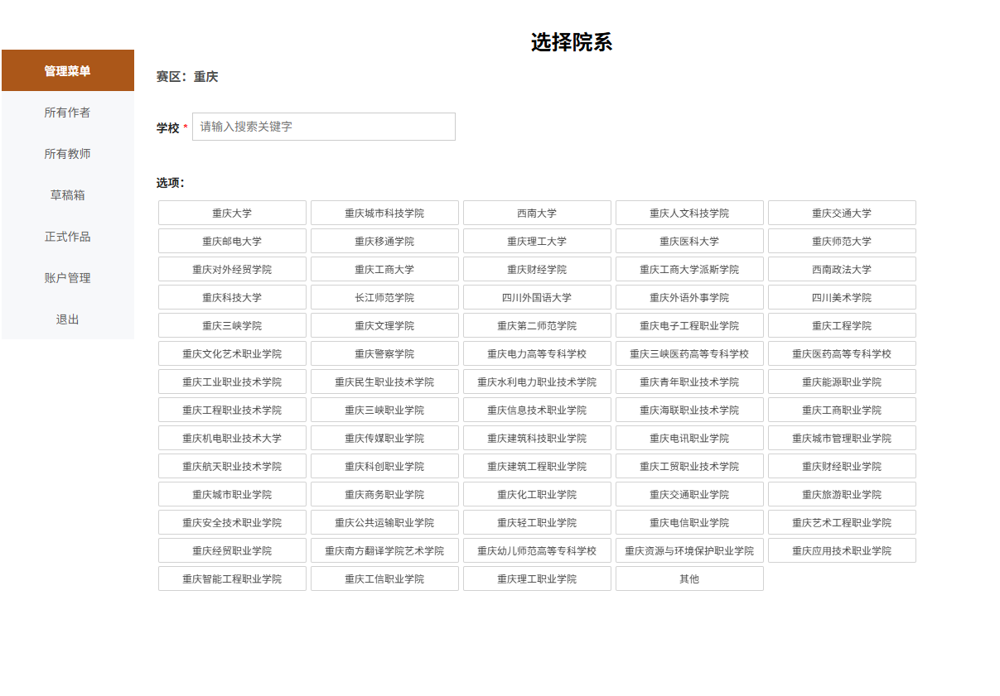 选择院系
管理菜单
所有作者
所有教师
草稿箱
正式作品
账户管理
退出
赛区：重庆
学校 * 请输入搜索关键字
选项：
重庆大学 重庆城市科技学院 西南大学 重庆人文科技学院 重庆交通大学
重庆邮电大学 重庆移通学院 重庆理工大学 重庆医科大学 重庆师范大学
重庆对外经贸学院 重庆工商大学 重庆财经学院 重庆工商大学派斯学院 西南政法大学
重庆科技大学 长江师范学院 四川外国语大学 重庆外语外事学院 四川美术学院
重庆三峡学院 重庆文理学院 重庆第二师范学院 重庆电子工程职业学院 重庆工程学院
重庆文化艺术职业学院 重庆警察学院 重庆电力高等专科学校 重庆三峡医药高等专科学校 重庆医药高等专科学校
重庆工业职业技术学院 重庆民生职业技术学院 重庆水利电力职业技术学院 重庆青年职业技术学院 重庆能源职业学院
重庆工程职业技术学院 重庆三峡职业学院 重庆信息技术职业学院 重庆海联职业技术学院 重庆工商职业学院
重庆机电职业技术大学 重庆传媒职业学院 重庆建筑科技职业学院 重庆电讯职业学院 重庆城市管理职业学院
重庆航天职业技术学院 重庆科创职业学院 重庆建筑工程职业学院 重庆工贸职业技术学院 重庆财经职业学院
重庆城市职业学院 重庆商务职业学院 重庆化工职业学院 重庆交通职业学院 重庆旅游职业学院
重庆安全技术职业学院 重庆公共运输职业学院 重庆轻工职业学院 重庆电信职业学院 重庆艺术工程职业学院
重庆经贸职业学院 重庆南方翻译学院艺术学院 重庆幼儿师范高等专科学校 重庆资源与环境保护职业学院 重庆应用技术职业学院
重庆智能工程职业学院 重庆工信职业学院 重庆理工职业学院 其他